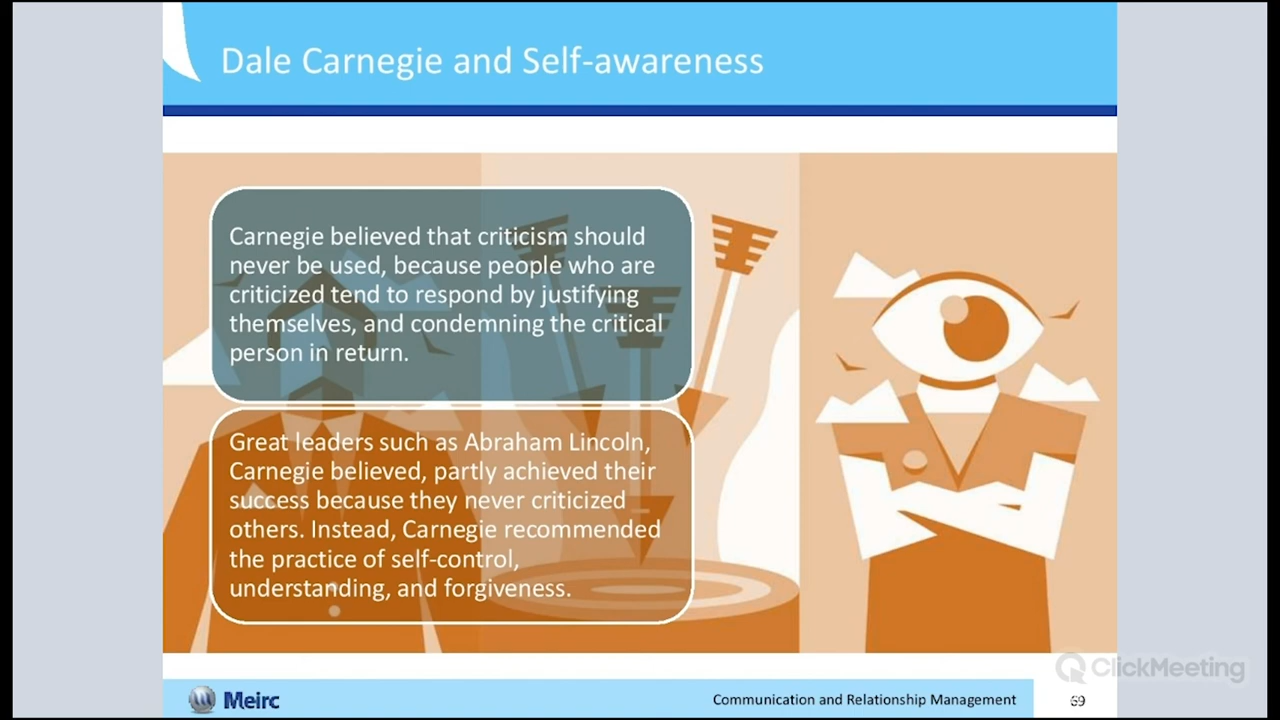 Dale Carnegie and Self-awareness
Carnegie believed that criticism should
never be used, because people who are
criticized tend to respond by justifying
themselves, and condemning the critical
person in return.
Great leaders such as Abraham Lincoln,
Carnegie believed, partly achieved their
success because they never criticized
others. Instead, Carnegie recommended
the practice of self-control,
understanding, and forgiveness.
ClickMeeting
Meirc
Communication and Relationship Management
69